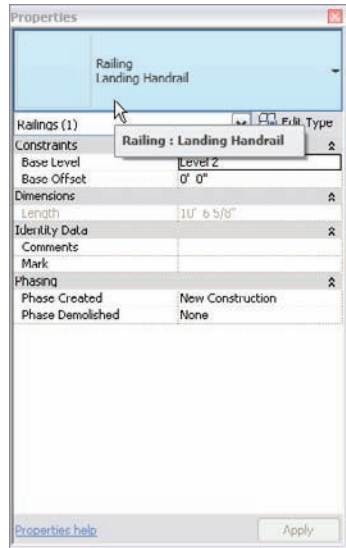 Properties
Railing
Landing Handrail
Railings (1) Edit Type
Railing : Landing Handrail
Constraints
Base Level Level 2
Base Offset 0' 0"
Dimensions
Length 10' 6 5/8"
Identity Data
Comments
Mark
Phasing
Phase Created New Construction
Phase Demolished None
Properties help Apply